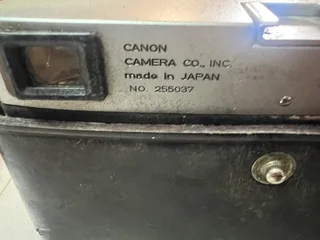 CANON
CAMERA CO., INC.
made in JAPAN
NO. 255037